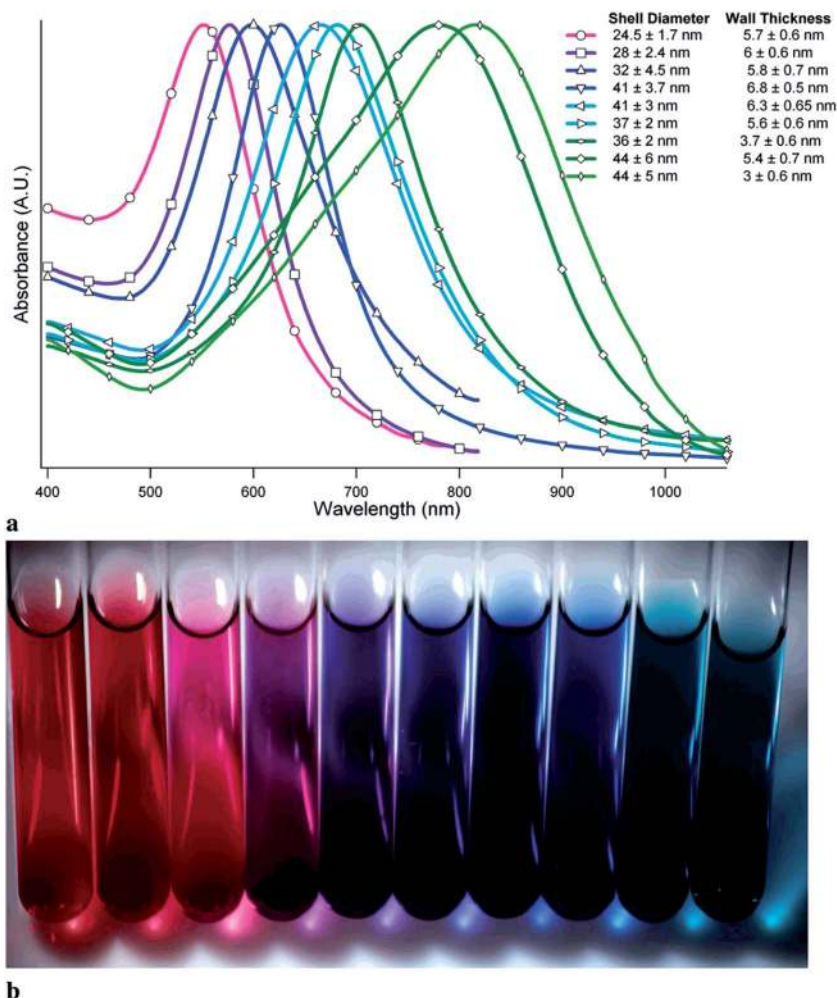 Shell Diameter Wall Thickness
24.5 ± 1.7 nm 5.7 ± 0.6 nm
28 ± 2.4 nm 6 ± 0.6 nm
32 ± 4.5 nm 5.8 ± 0.7 nm
41 ± 3.7 nm 6.8 ± 0.5 nm
41 ± 3 nm 6.3 ± 0.65 nm
37 ± 2 nm 5.6 ± 0.6 nm
36 ± 2 nm 3.7 ± 0.6 nm
44 ± 6 nm 5.4 ± 0.7 nm
44 ± 5 nm 3 ± 0.6 nm
Absorbance (A.U.)
400 500 600 700 800 900 1000
Wavelength (nm)
a
b